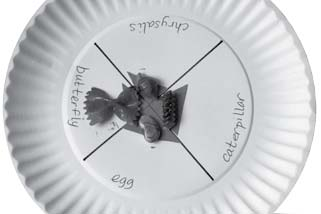 chrysalis
caterpillar
egg
butterfly